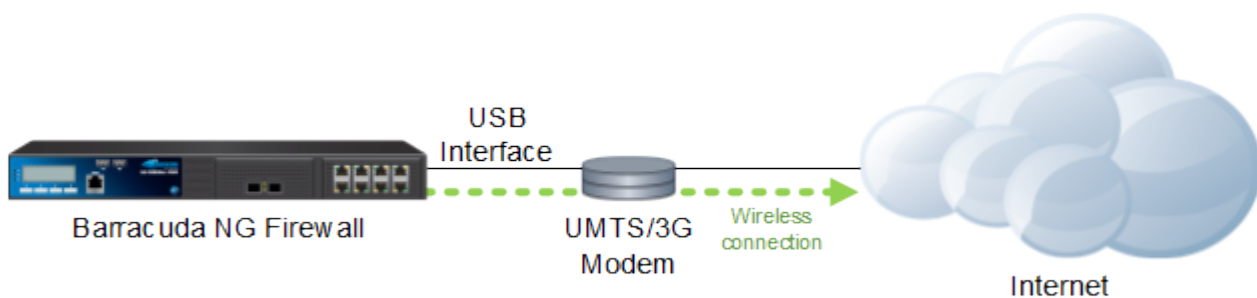 USB
Interface
Barracuda NG Firewall
UMTS/3G
Modem
Wireless
connection
Internet